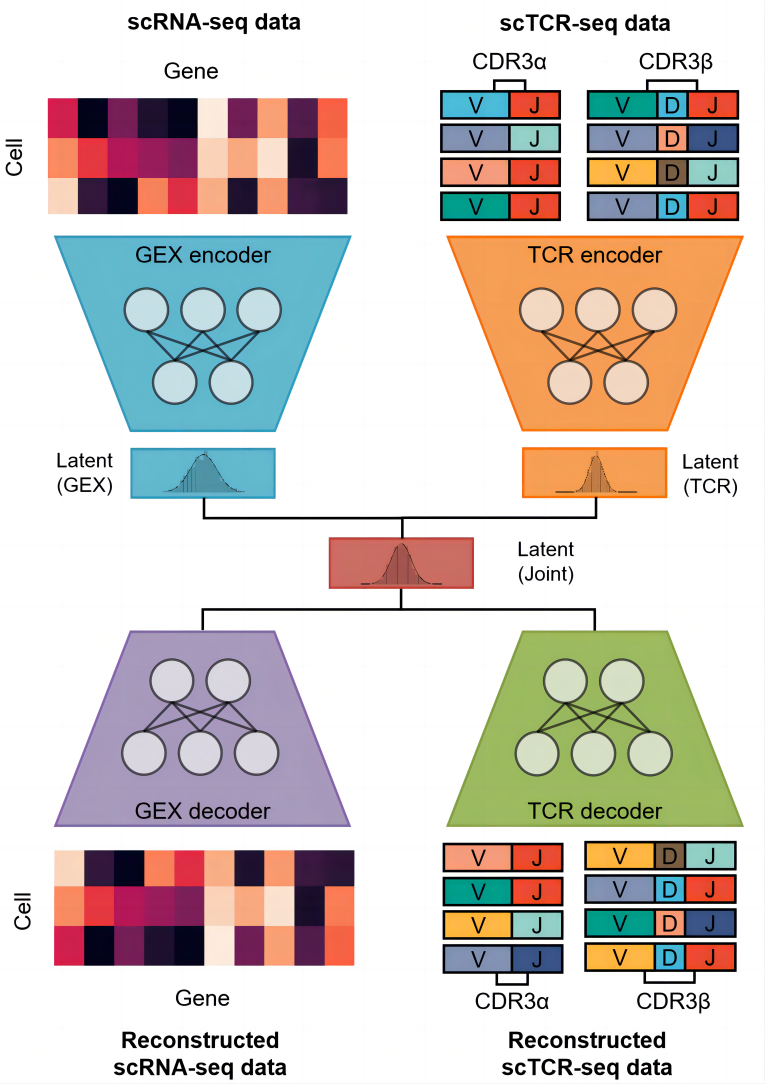 scRNA-seq data
scTCR-seq data
Gene
Cell
CDR3α
CDR3β
V J
V D J
V J
V D J
V J
V D J
V J
V D J
GEX encoder
TCR encoder
Latent
(GEX)
Latent
(TCR)
Latent
(Joint)
GEX decoder
TCR decoder
Cell
V J
V D J
V J
V D J
V J
V D J
V J
V D J
Gene
CDR3α
CDR3β
Reconstructed
scRNA-seq data
Reconstructed
scTCR-seq data